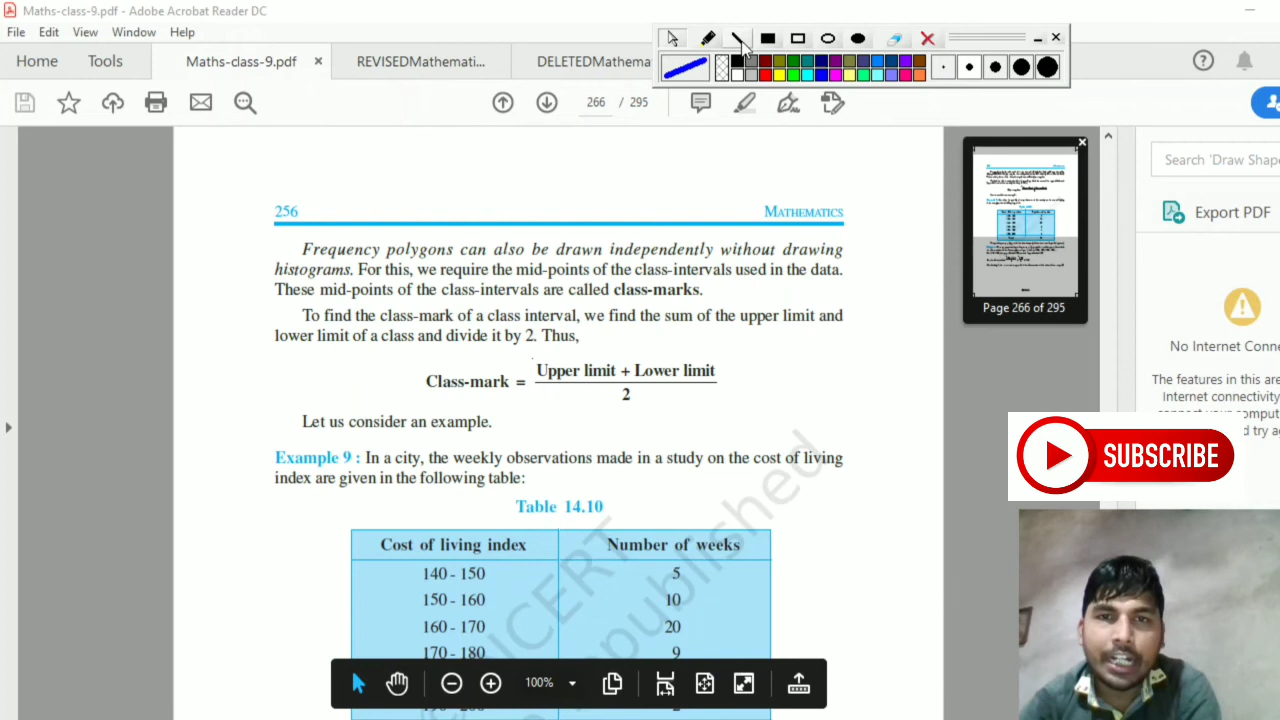 Maths-class-9.pdf - Adobe Acrobat Reader DC
File Edit View Window Help
Home Tools Maths-class-9.pdf × REVISEDMathemati... DELETEDMathema
266 / 295
Search 'Draw Shape
Export PDF
256 MATHEMATICS
Frequency polygons can also be drawn independently without drawing
histograms. For this, we require the mid-points of the class-intervals used in the data.
These mid-points of the class-intervals are called class-marks.
To find the class-mark of a class interval, we find the sum of the upper limit and
lower limit of a class and divide it by 2. Thus,
Class-mark = Upper limit + Lower limit
2
Let us consider an example.
Example 9 : In a city, the weekly observations made in a study on the cost of living
index are given in the following table:
Table 14.10
Cost of living index Number of weeks
140 - 150 5
150 - 160 10
160 - 170 20
170 - 180 9
100%
Page 266 of 295
No Internet Conne
The features in this are
Internet connectivity
SUBSCRIBE